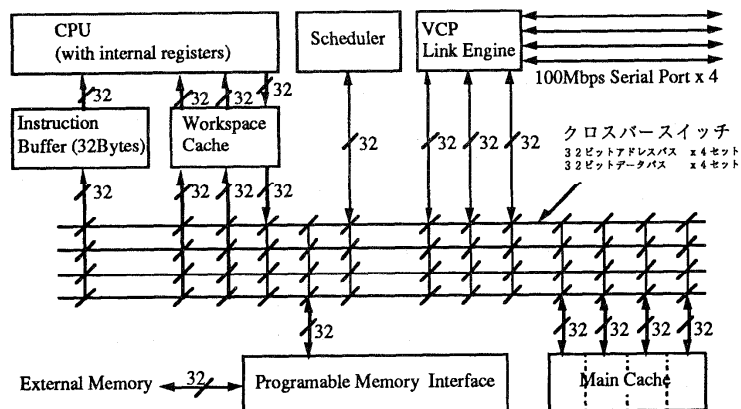 CPU
(with internal registers)
Scheduler
VCP
Link Engine
100Mbps Serial Port x 4
32
32
32
32
Instruction
Buffer (32Bytes)
Workspace
Cache
32
32
32
32
クロスバースイッチ
32ビットアドレスバス x 4セット
32ビットデータバス x 4セット
32
32
32
32
32
32
32
32
32
32
32
32
External Memory
32
Programable Memory Interface
Main Cache